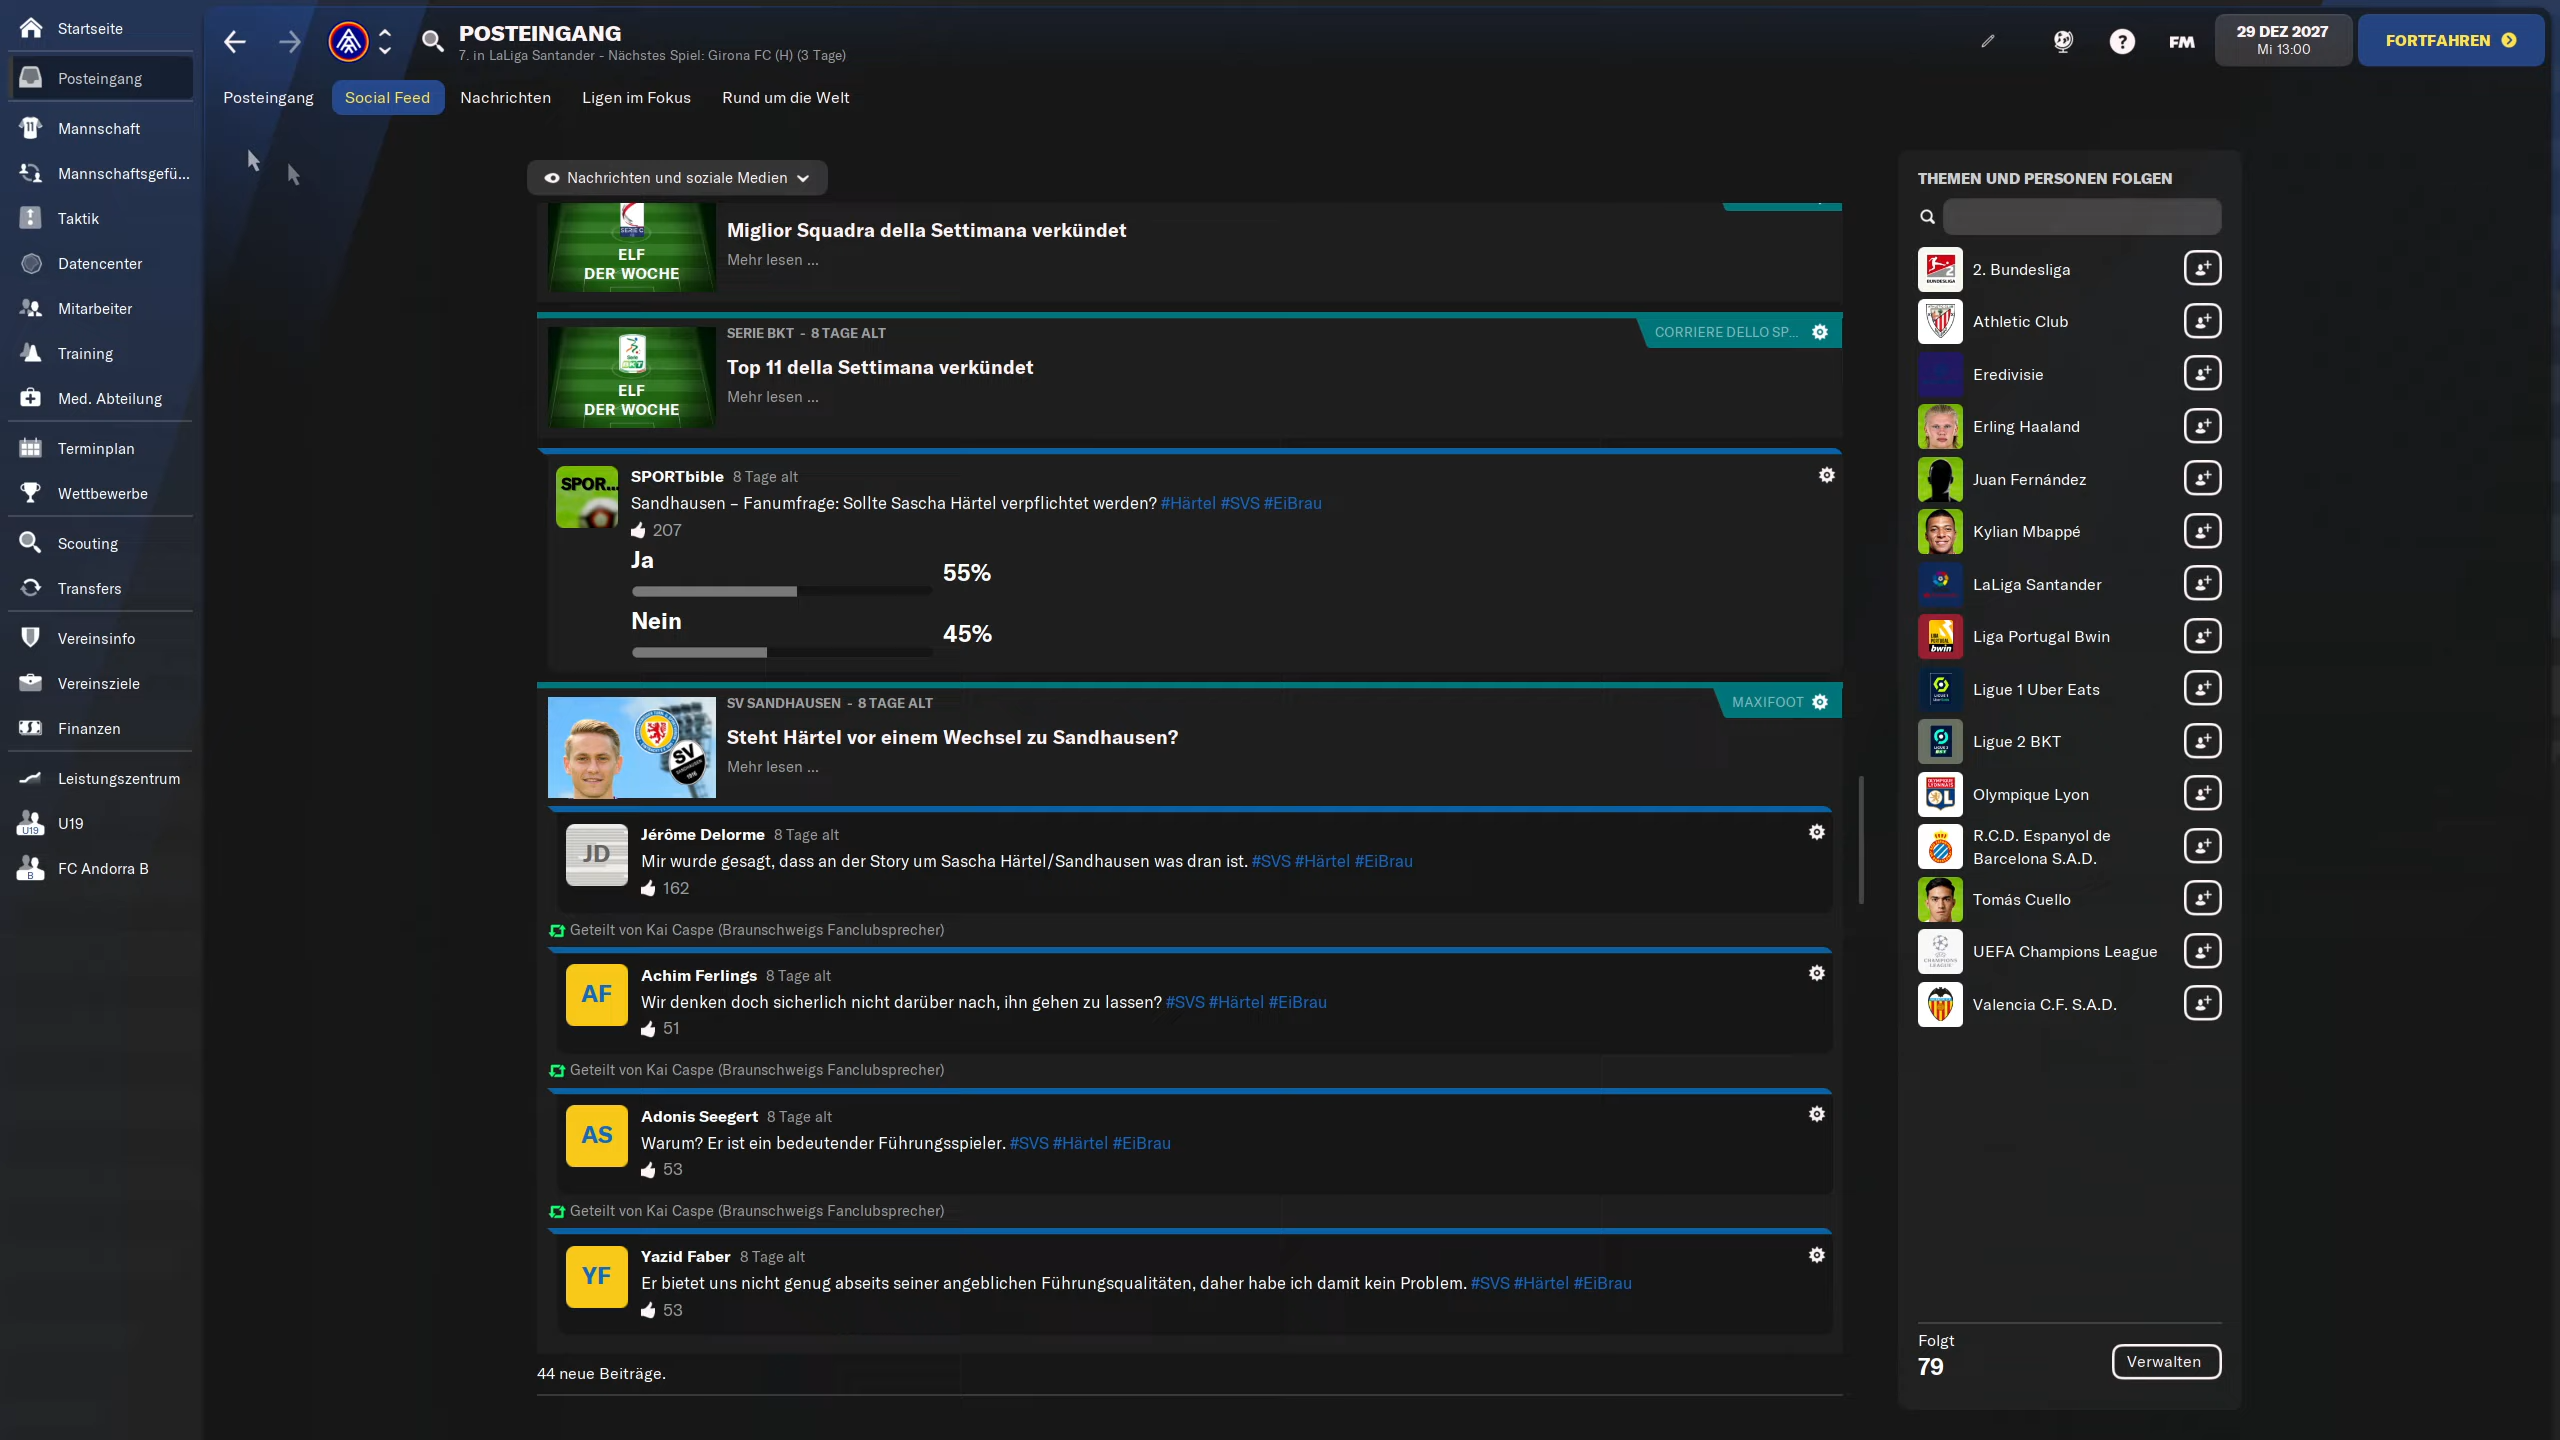 Startseite
Posteingang
Mannschaft
Mannschaftsgefü...
Taktik
Datencenter
Mitarbeiter
Training
Med. Abteilung
Terminplan
Wettbewerbe
Scouting
Transfers
Vereinsinfo
Vereinsziele
Finanzen
Leistungszentrum
U19
U19
B
FC Andorra B
POSTEINGANG
7. in LaLiga Santander - Nächstes Spiel: Girona FC (H) (3 Tage)
?
FM
29 DEZ 2027
Mi 13:00
FORTFAHREN
Posteingang
Social Feed
Nachrichten
Ligen im Fokus
Rund um die Welt
Nachrichten und soziale Medien
SERIE C
ELF
DER WOCHE
Miglior Squadra della Settimana verkündet
Mehr lesen ...
SERIE BKT - 8 TAGE ALT
CORRIERE DELLO SP...
ELF
DER WOCHE
Top 11 della Settimana verkündet
Mehr lesen ...
SPOR...
SPORTbible 8 Tage alt
Sandhausen – Fanumfrage: Sollte Sascha Härtel verpflichtet werden? #Härtel #SVS #EiBrau
207
Ja
55%
Nein
45%
SV SANDHAUSEN - 8 TAGE ALT
MAXIFOOT
SV
Steht Härtel vor einem Wechsel zu Sandhausen?
Mehr lesen ...
JD
Jérôme Delorme 8 Tage alt
Mir wurde gesagt, dass an der Story um Sascha Härtel/Sandhausen was dran ist. #SVS #Härtel #EiBrau
162
Geteilt von Kai Caspe (Braunschweigs Fanclubsprecher)
AF
Achim Ferlings 8 Tage alt
Wir denken doch sicherlich nicht darüber nach, ihn gehen zu lassen? #SVS #Härtel #EiBrau
51
Geteilt von Kai Caspe (Braunschweigs Fanclubsprecher)
AS
Adonis Seegert 8 Tage alt
Warum? Er ist ein bedeutender Führungsspieler. #SVS #Härtel #EiBrau
53
Geteilt von Kai Caspe (Braunschweigs Fanclubsprecher)
YF
Yazid Faber 8 Tage alt
Er bietet uns nicht genug abseits seiner angeblichen Führungsqualitäten, daher habe ich damit kein Problem. #SVS #Härtel #EiBrau
53
44 neue Beiträge.
THEMEN UND PERSONEN FOLGEN
2. Bundesliga
Athletic Club
Eredivisie
Erling Haaland
Juan Fernández
Kylian Mbappé
LaLiga Santander
bwin
Liga Portugal Bwin
Ligue 1 Uber Eats
Ligue 2 BKT
OL
Olympique Lyon
R.C.D. Espanyol de
Barcelona S.A.D.
Tomás Cuello
UEFA Champions League
Valencia C.F. S.A.D.
Folgt
79
Verwalten